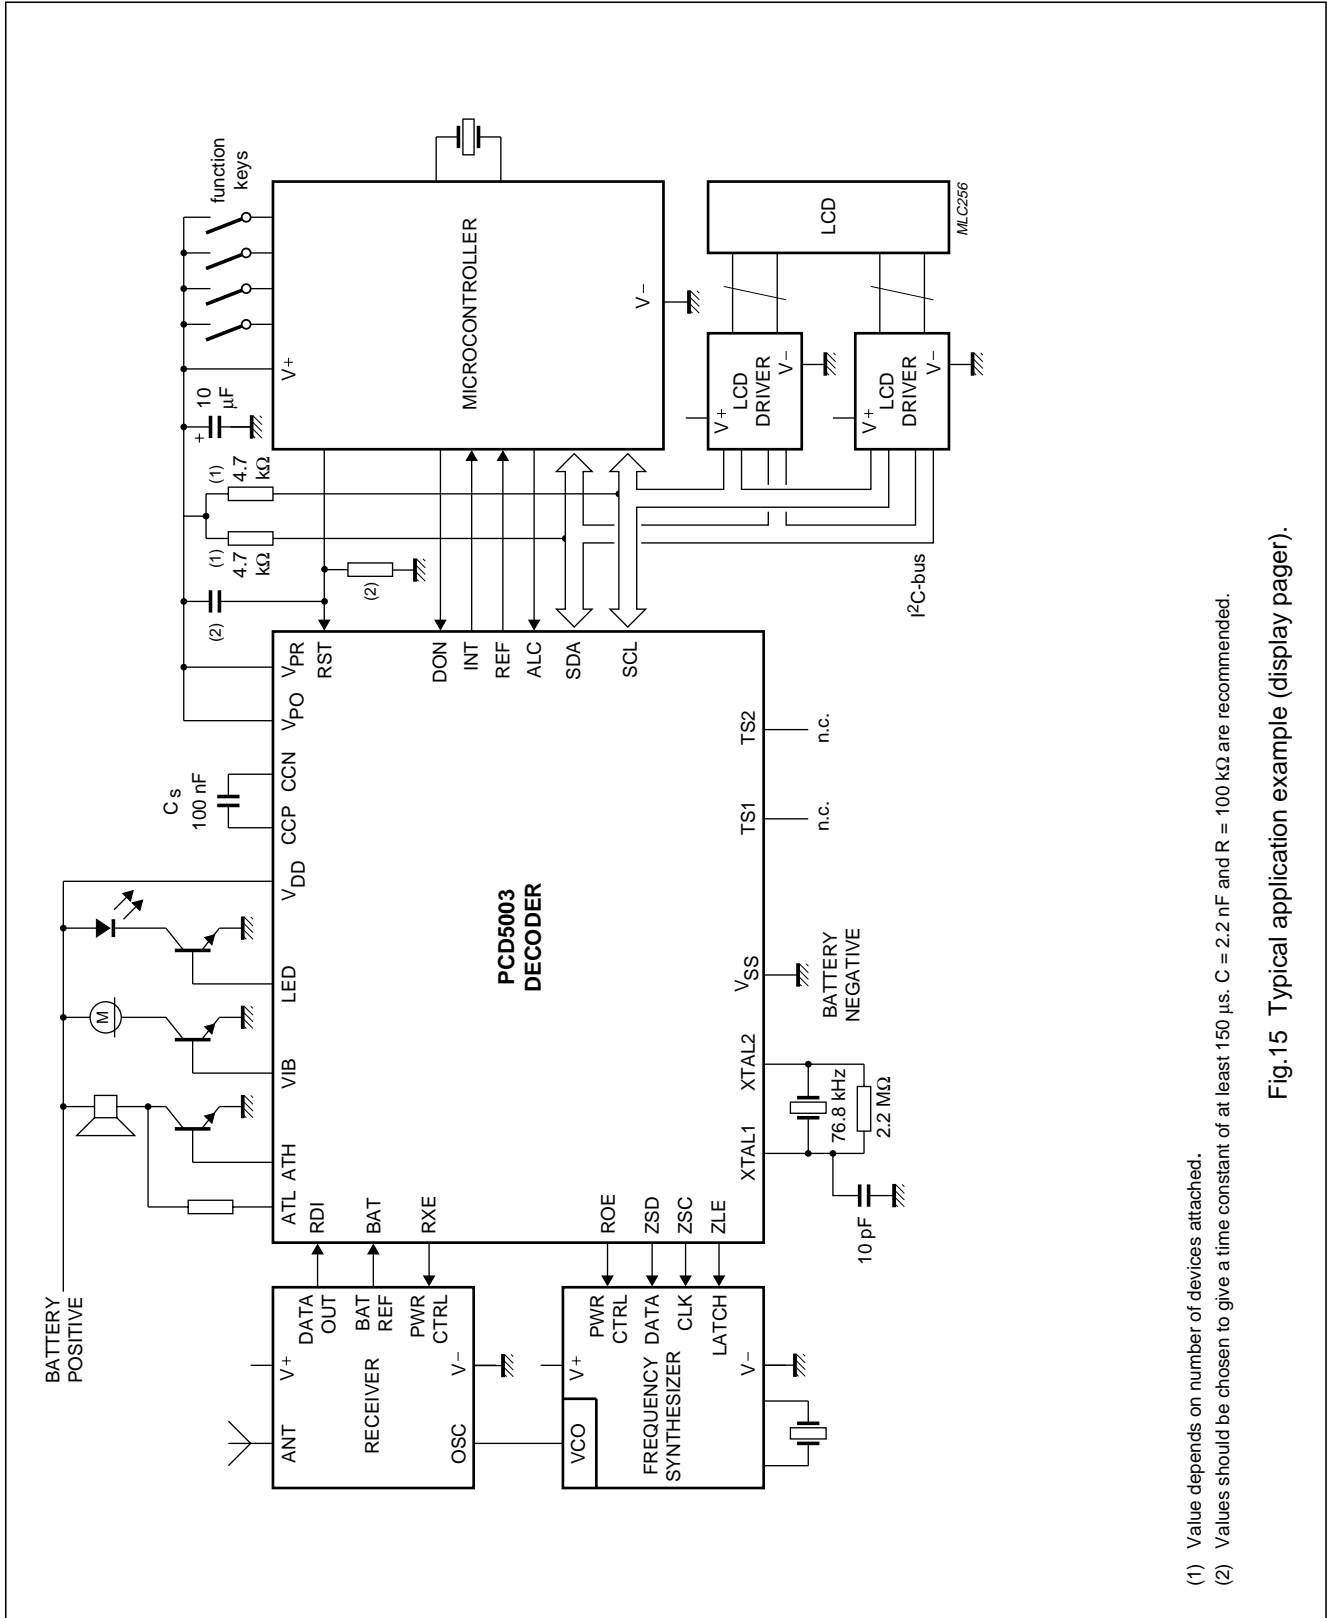 BATTERY
POSITIVE
ANT
V+
RECEIVER
OSC
V−
DATA
OUT
BAT
REF
PWR
CTRL
VCO
V+
FREQUENCY
SYNTHESIZER
V−
PWR
CTRL
DATA
CLK
LATCH
ATL
ATH
VIB
LED
VDD
CCP
CCN
VPO
VPR
M
C s
100 nF
RDI
BAT
RXE
ROE
ZSD
ZSC
ZLE
PCD5003
DECODER
XTAL1
XTAL2
VSS
TS1
TS2
10 pF
76.8 kHz
2.2 MΩ
BATTERY
NEGATIVE
n.c.
n.c.
RST
DON
INT
REF
ALC
SDA
SCL
(2)
(1)
4.7
kΩ
(1)
4.7
kΩ
(2)
+
10
μF
function
keys
V+
MICROCONTROLLER
V−
I²C-bus
V+
LCD
DRIVER
V−
V+
LCD
DRIVER
V−
LCD
MLC256
(1) Value depends on number of devices attached.
(2) Values should be chosen to give a time constant of at least 150 μs. C = 2.2 nF and R = 100 kΩ are recommended.
Fig.15 Typical application example (display pager).